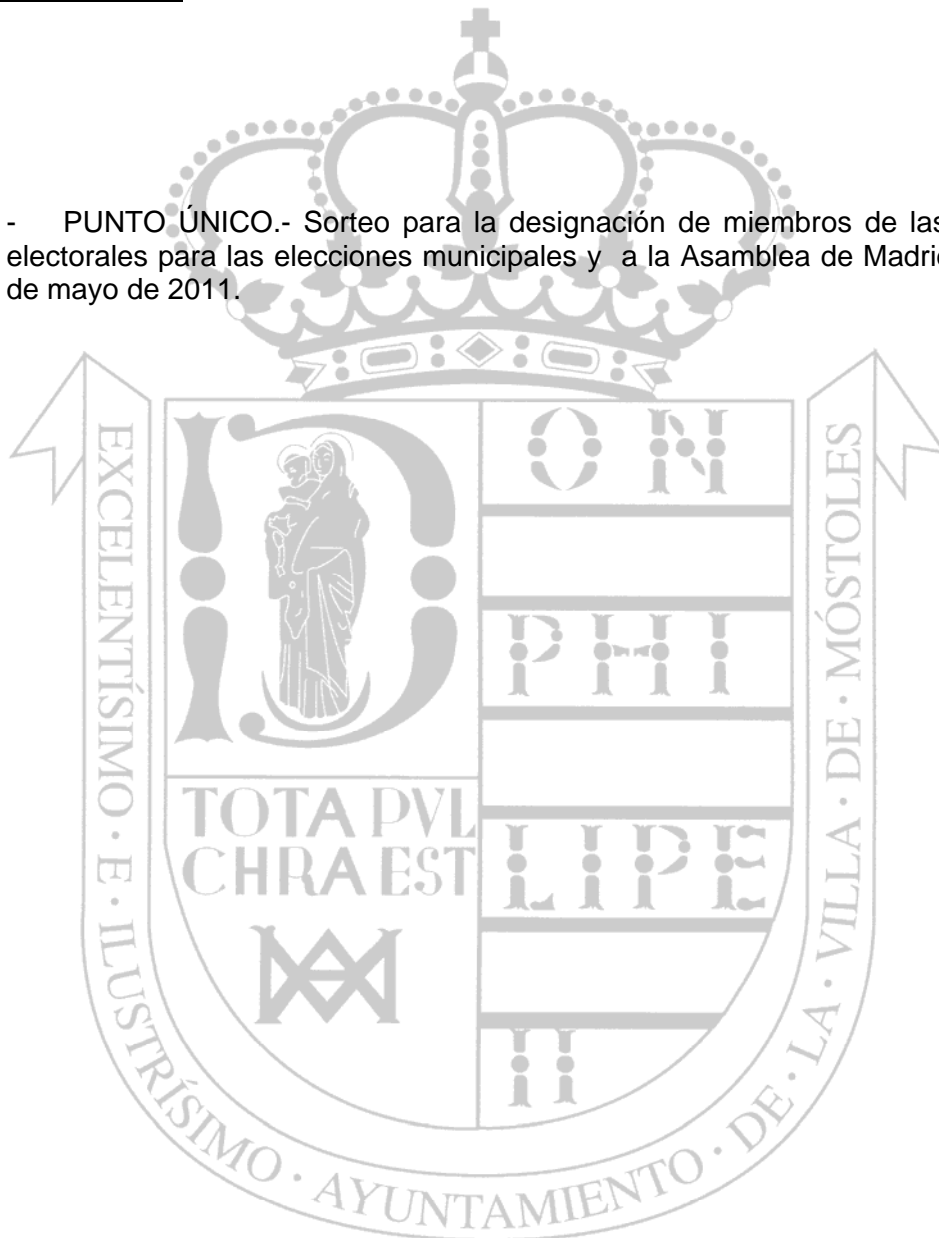 - PUNTO ÚNICO.- Sorteo para la designación de miembros de las
electorales para las elecciones municipales y a la Asamblea de Madrid
de mayo de 2011.
EXCELENTÍSIMO · E · ILUSTRÍSIMO · AYUNTAMIENTO · DE · LA · VILLA · DE · MÓSTOLES
D
ON
PHI
LIPE
II
TOTA PVL
CHRA EST